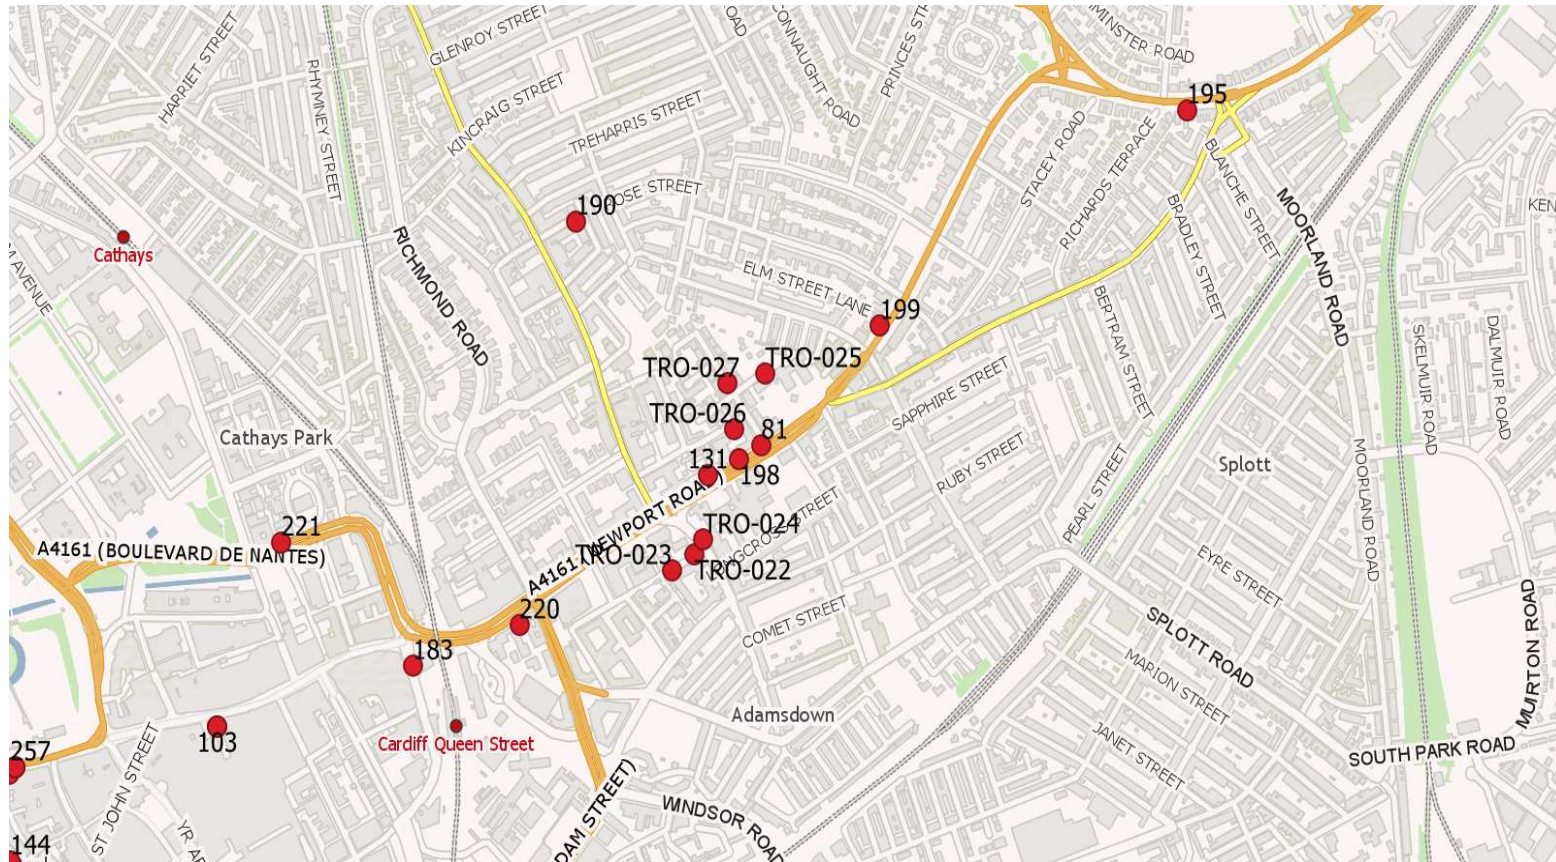 GLENROY STREET
HARRIET STREET
RHYMNEY STREET
KINCRAIG STREET
TREHARRIS STREET
CONNAUGHT ROAD
PRINCES ST
OAD
MINSTER ROAD
195
STACEY ROAD
RICHARDS TERRACE
BLANCHE STREET
BRADLEY STREET
MOORLAND ROAD
KEN
190
OSE STREET
Cathays
AVENUE
RICHMOND ROAD
ELM STREET LANE
199
BERTRAM STREET
SKELMUIR ROAD
DALMUIR ROAD
TRO-027
TRO-025
TRO-026
81
SAPPHIRE STREET
Cathays Park
131
198
RUBY STREET
PEARL STREET
Splott
MOORLAND ROAD
221
A4161 (BOULEVARD DE NANTES)
A4161 (NEWPORT ROAD)
TRO-024
TRO-023
TRO-022
NGCROSS STREET
EYRE STREET
220
COMET STREET
SPLOTT ROAD
MUIRTON ROAD
183
MARION STREET
Adamsdown
103
Cardiff Queen Street
JANET STREET
SOUTH PARK ROAD
257
ST JOHN STREET
DAM STREET)
WINDSOR ROAD
144
YR A